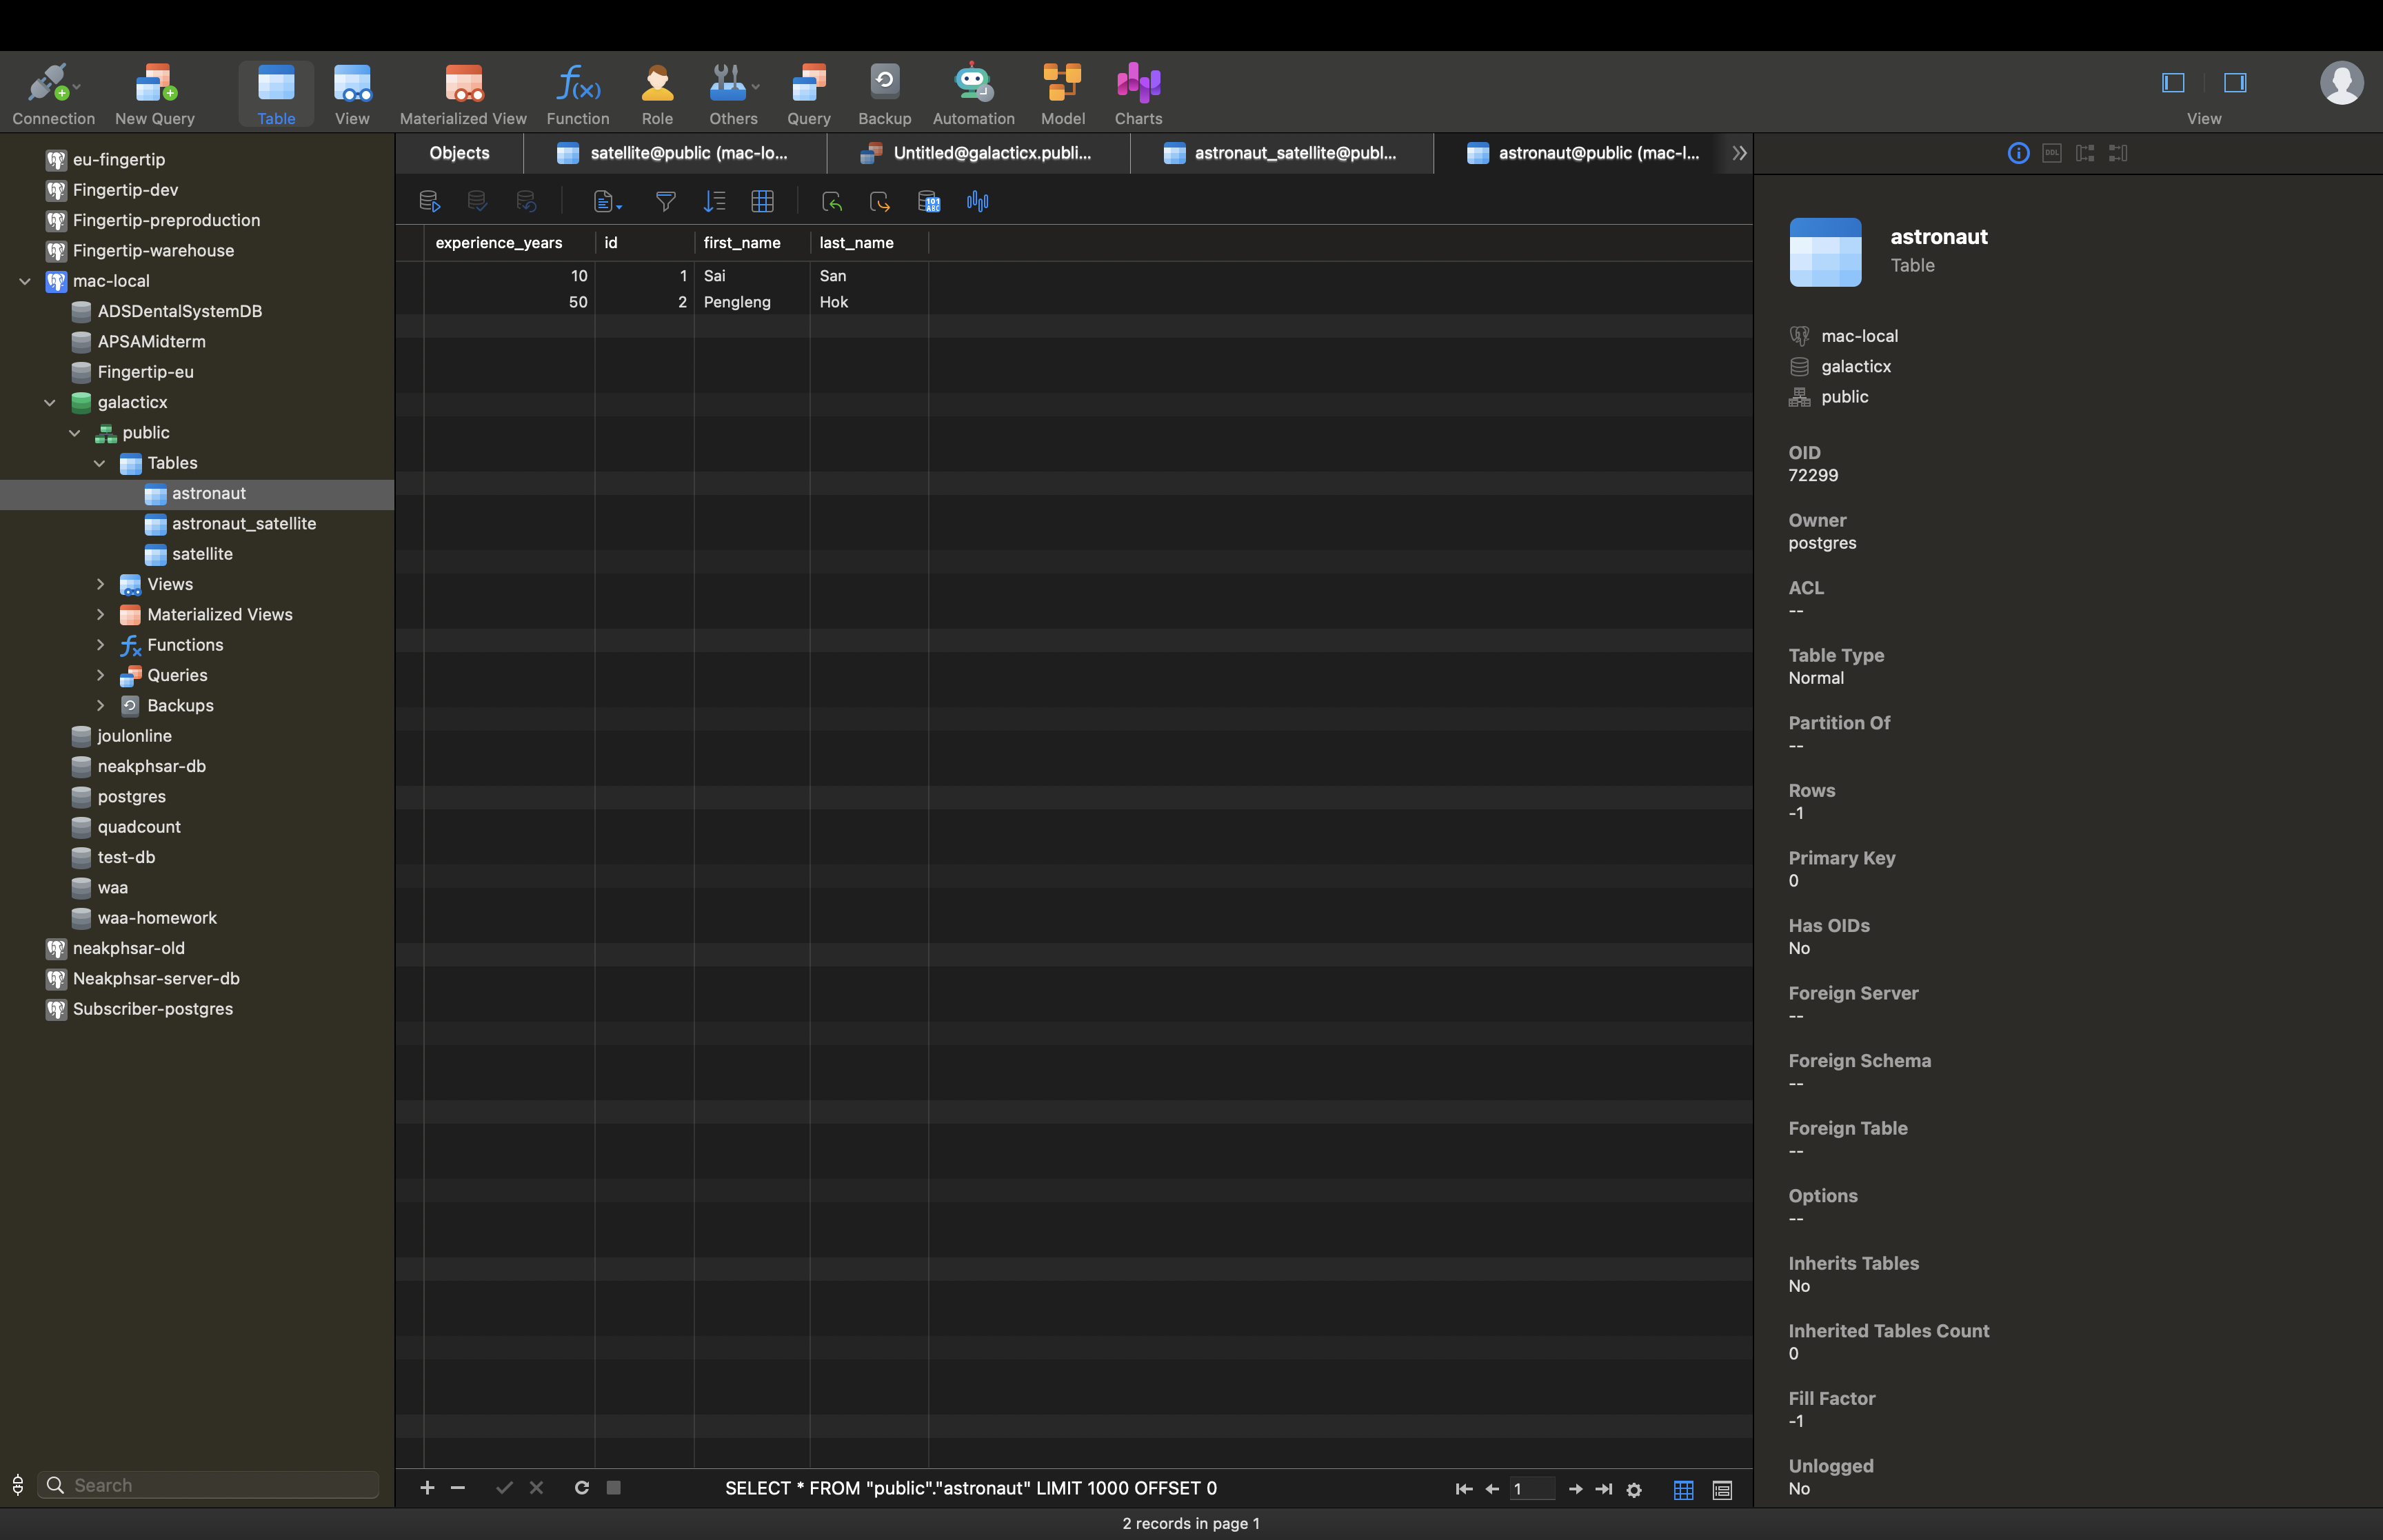 Connection New Query Table View Materialized View Function Role Others Query Backup Automation Model Charts View
eu-fingertip
Fingertip-dev
Fingertip-preproduction
Fingertip-warehouse
mac-local
ADSDentalSystemDB
APSAMidterm
Fingertip-eu
galacticx
public
Tables
astronaut
astronaut_satellite
satellite
Views
Materialized Views
Functions
Queries
Backups
joulonline
neakphsar-db
postgres
quadcount
test-db
waa
waa-homework
neakphsar-old
Neakphsar-server-db
Subscriber-postgres
Search
Objects satellite@public (mac-lo... Untitled@galacticx.publi... astronaut_satellite@publ... astronaut@public (mac-l...
experience_years id first_name last_name
10 1 Sai San
50 2 Pengleng Hok
SELECT * FROM "public"."astronaut" LIMIT 1000 OFFSET 0 1
2 records in page 1
DDL
astronaut
Table
mac-local
galacticx
public
OID
72299
Owner
postgres
ACL
--
Table Type
Normal
Partition Of
--
Rows
-1
Primary Key
0
Has OIDs
No
Foreign Server
--
Foreign Schema
--
Foreign Table
--
Options
--
Inherits Tables
No
Inherited Tables Count
0
Fill Factor
-1
Unlogged
No